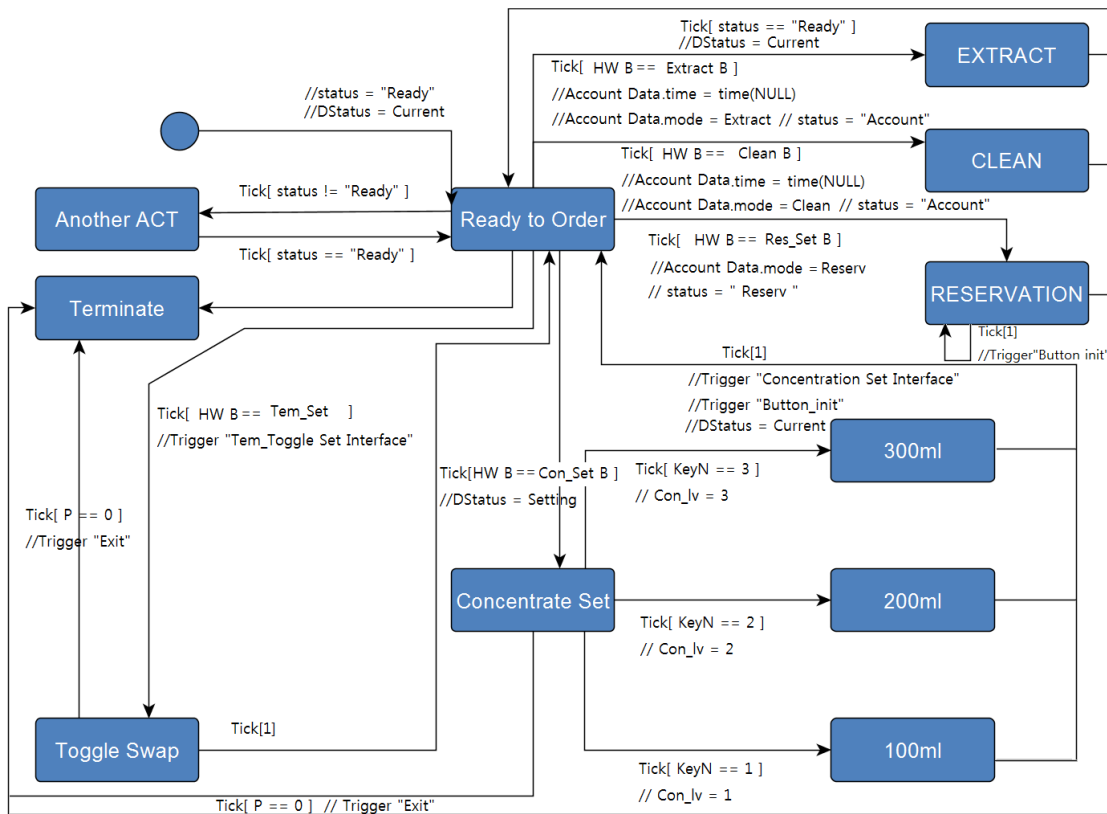 Tick[ status == "Ready" ]
//DStatus = Current
EXTRACT
Tick[ HW B == Extract B ]
//Account Data.time = time(NULL)
//Account Data.mode = Extract // status = "Account"
//status = "Ready"
//DStatus = Current
Tick[ HW B == Clean B ]
//Account Data.time = time(NULL)
//Account Data.mode = Clean // status = "Account"
CLEAN
Tick[ status != "Ready" ]
Another ACT
Ready to Order
Tick[ status == "Ready" ]
Tick[ HW B == Res_Set B ]
//Account Data.mode = Reserv
// status = " Reserv "
RESERVATION
Terminate
Tick[1]
//Trigger"Button init"
Tick[1]
//Trigger "Concentration Set Interface"
//Trigger "Button_init"
//DStatus = Current
Tick[ HW B == Tem_Set ]
//Trigger "Tem_Toggle Set Interface"
300ml
Tick[HW B == Con_Set B ]
//DStatus = Setting
Tick[ KeyN == 3 ]
// Con_lv = 3
Tick[ P == 0 ]
//Trigger "Exit"
Concentrate Set
200ml
Tick[ KeyN == 2 ]
// Con_lv = 2
Toggle Swap
Tick[1]
100ml
Tick[ KeyN == 1 ]
// Con_lv = 1
Tick[ P == 0 ] // Trigger "Exit"